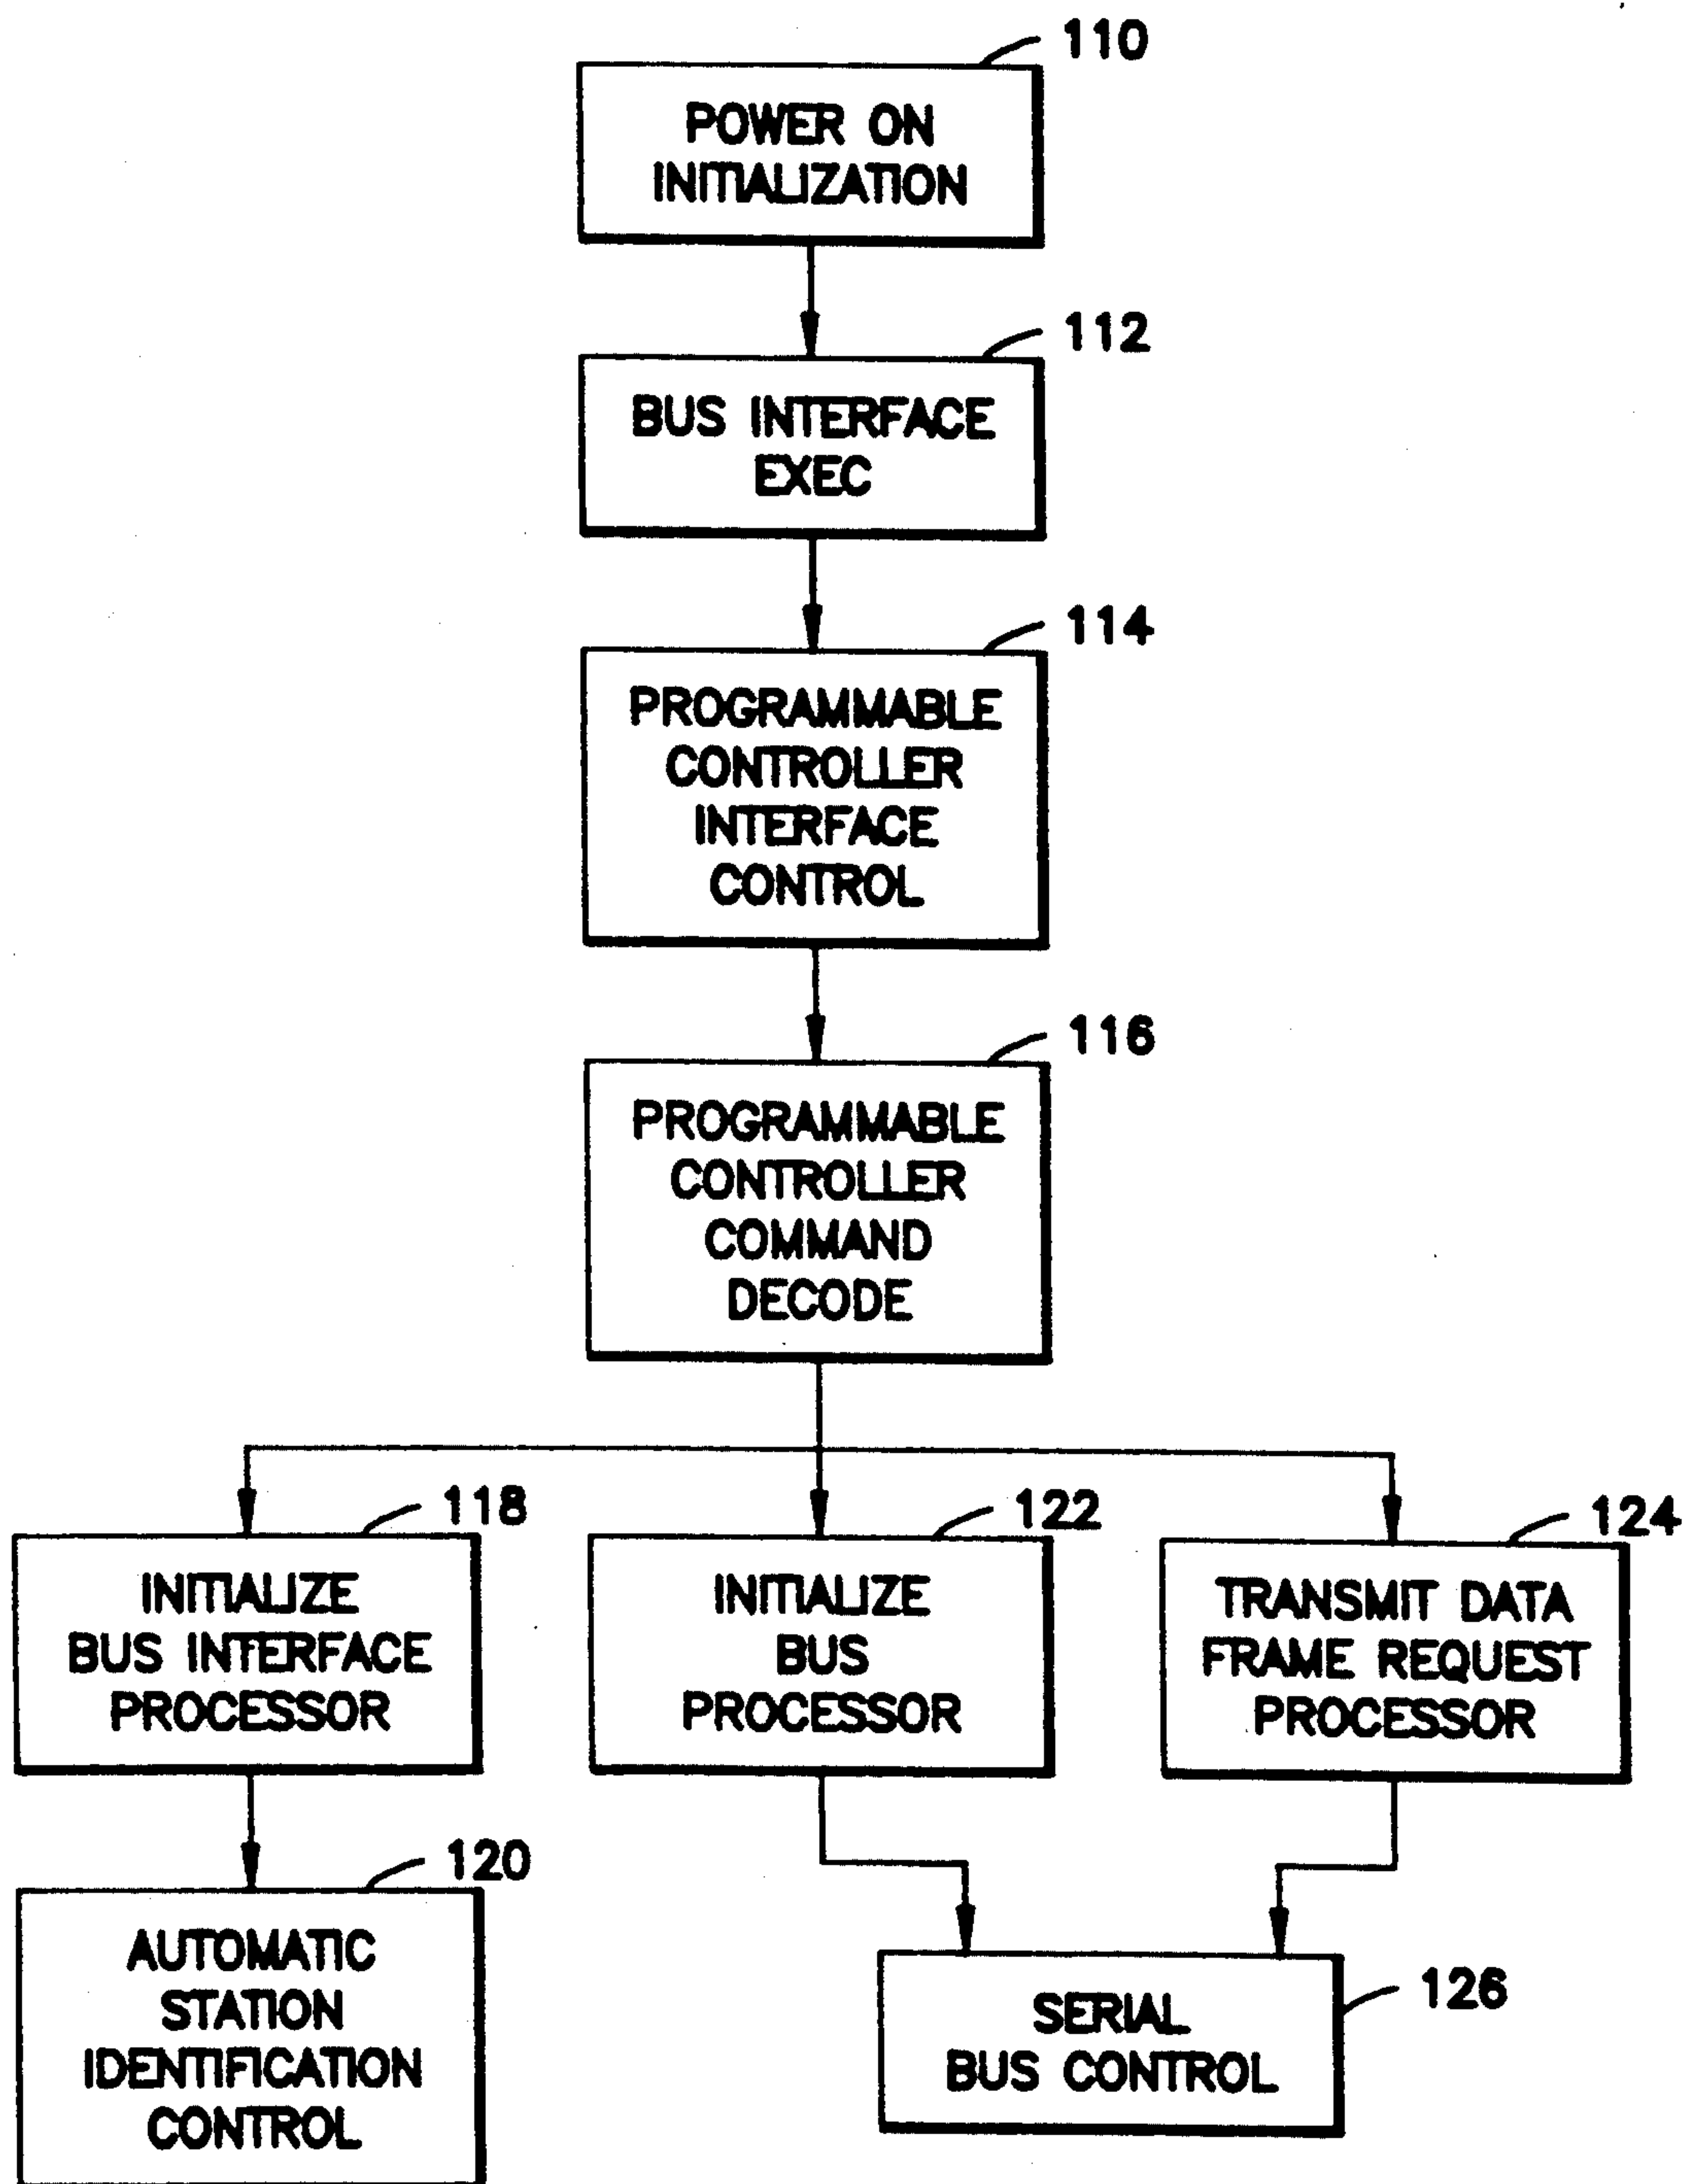 110
POWER ON
INITIALIZATION
112
BUS INTERFACE
EXEC
114
PROGRAMMABLE
CONTROLLER
INTERFACE
CONTROL
116
PROGRAMMABLE
CONTROLLER
COMMAND
DECODE
118
INITIALIZE
BUS INTERFACE
PROCESSOR
122
INITIALIZE
BUS
PROCESSOR
124
TRANSMIT DATA
FRAME REQUEST
PROCESSOR
120
AUTOMATIC
STATION
IDENTIFICATION
CONTROL
126
SERIAL
BUS CONTROL